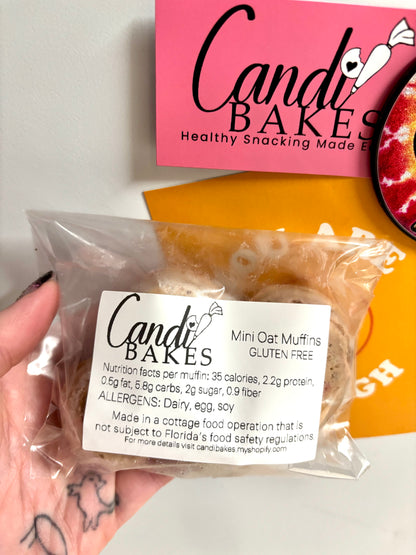 Candi
BAKES
Healthy Snacking Made E
Candi
BAKES
Mini Oat Muffins
GLUTEN FREE
Nutrition facts per muffin: 35 calories, 2.2g protein,
0.5g fat, 5.8g carbs, 2g sugar, 0.9 fiber
ALLERGENS: Dairy, egg, soy
Made in a cottage food operation that is
not subject to Florida's food safety regulations.
For more details visit candibakes.myshopify.com